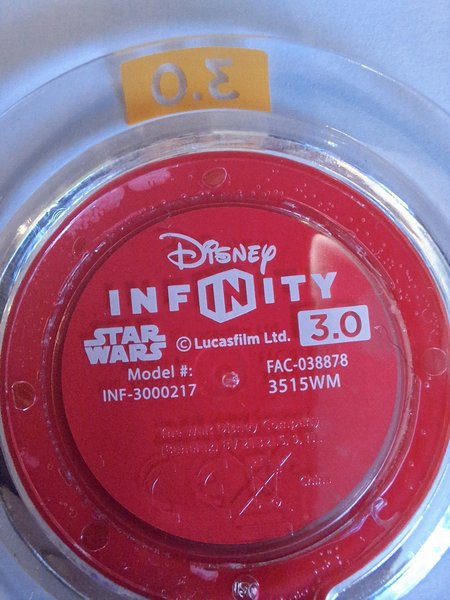 3.0
DISNEY
INFINITY
3.0
STAR
WARS
© Lucasfilm Ltd.
Model #:
INF-3000217
FAC-038878
3515WM
The Walt Disney Company
China